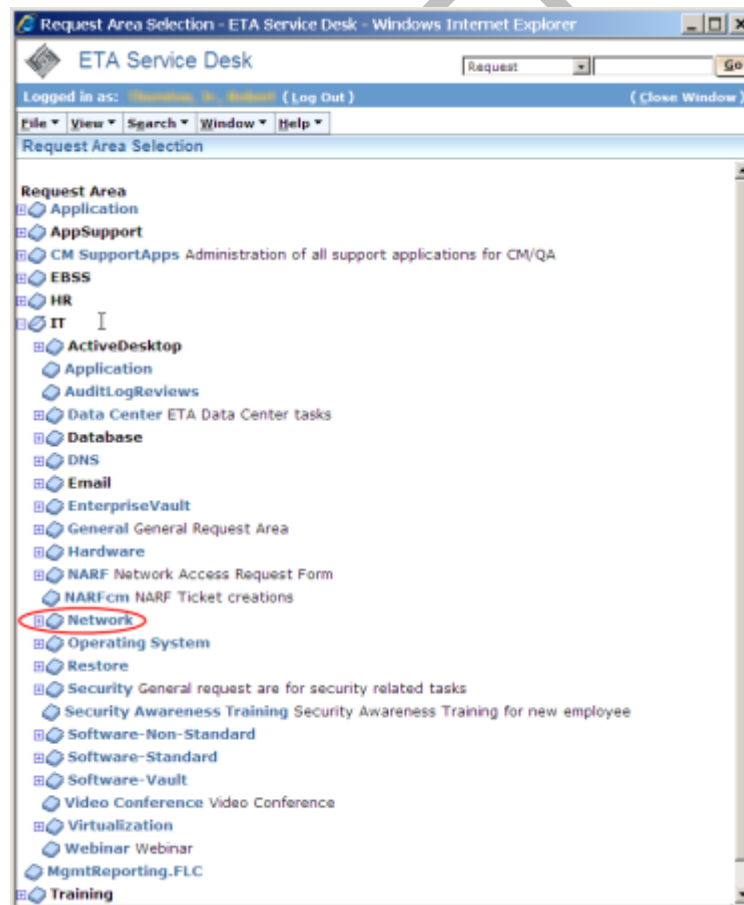 Request Area Selection - ETA Service Desk - Windows Internet Explorer
ETA Service Desk
Request
Go
Logged in as:
(Log Out)
(Close Window)
File View Search Window Help
Request Area Selection
Request Area
Application
AppSupport
CM SupportApps Administration of all support applications for CM/QA
EBSS
HR
IT
ActiveDesktop
Application
AuditLogReviews
Data Center ETA Data Center tasks
Database
DNS
Email
EnterpriseVault
General General Request Area
Hardware
NARF Network Access Request Form
NARFcm NARF Ticket creations
Network
Operating System
Restore
Security General request are for security related tasks
Security Awareness Training Security Awareness Training for new employee
Software-Non-Standard
Software-Standard
Software-Vault
Video Conference Video Conference
Virtualization
Webinar Webinar
MgmtReporting.FLC
Training